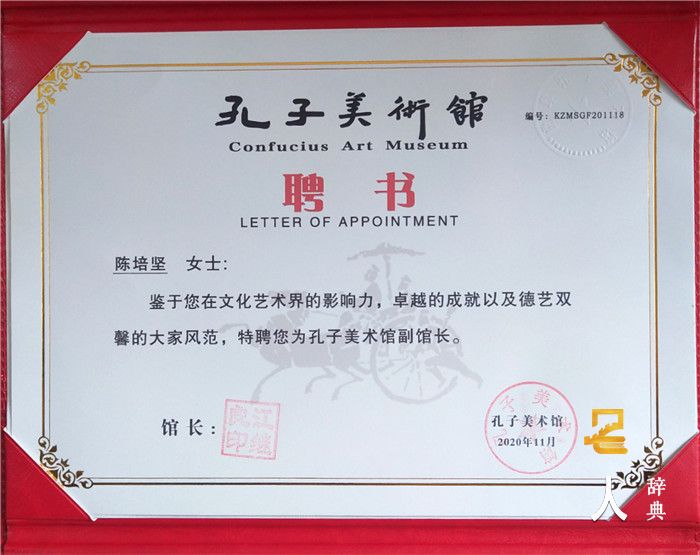 孔子美術館
编号: KZMSGF201118
Confucius Art Museum
聘 书
LETTER OF APPOINTMENT
陈培坚 女士:
鉴于您在文化艺术界的影响力, 卓越的成就以及德艺双
馨的大家风范, 特聘您为孔子美术馆副馆长。
馆长:
孔子美术馆
2020年11月
人
辞典